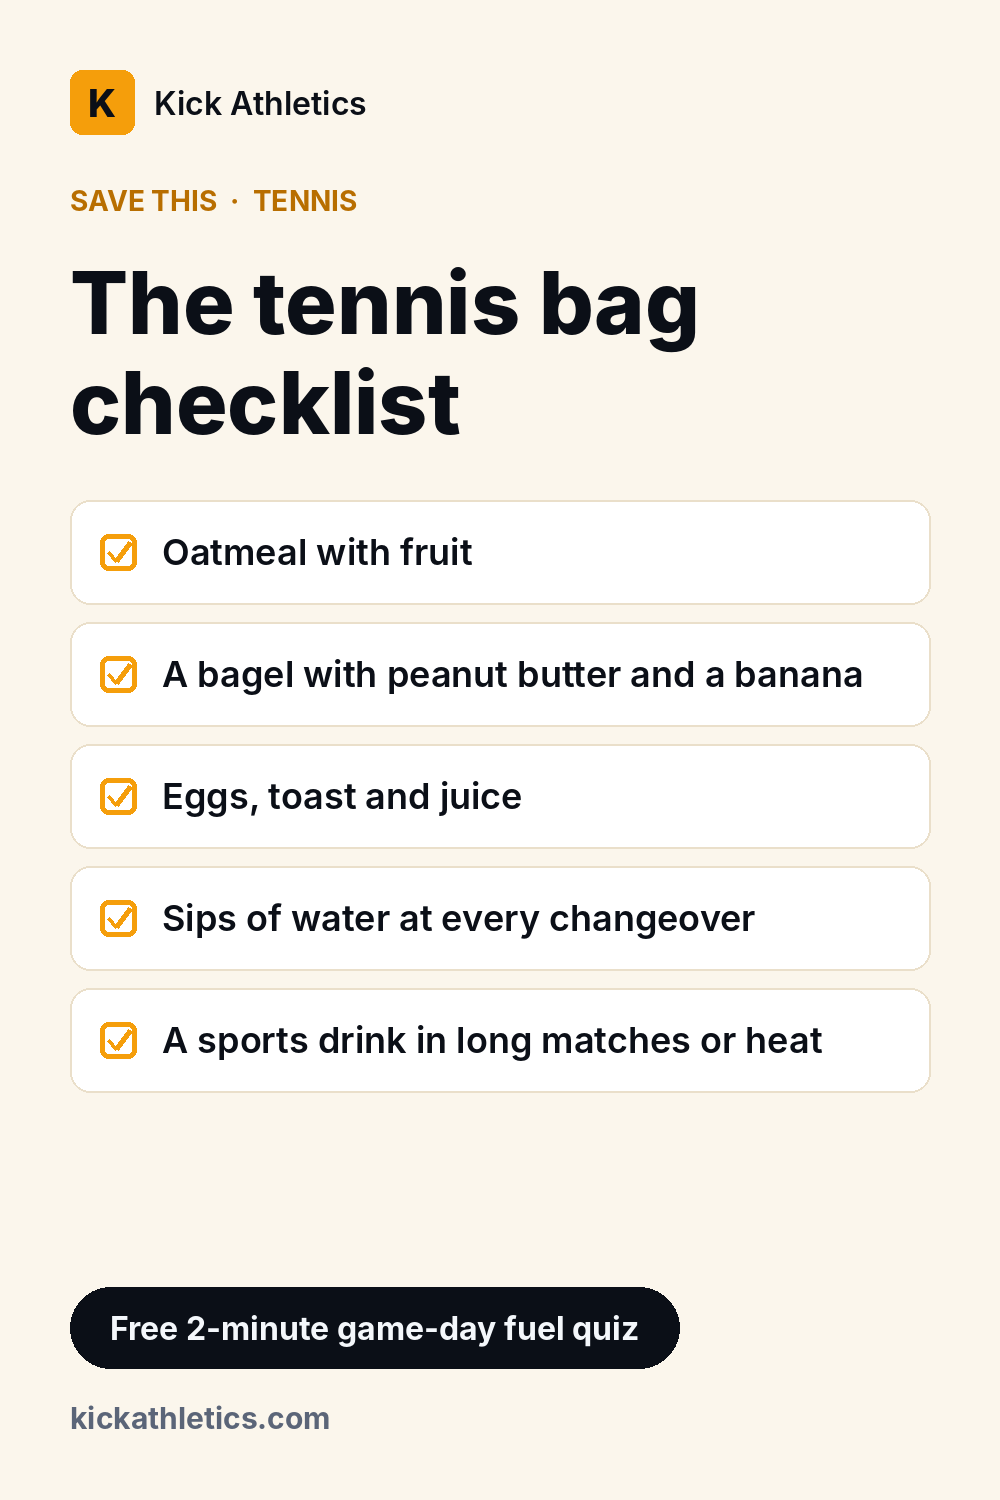 K
Kick Athletics
SAVE THIS · TENNIS
The tennis bag
checklist
Oatmeal with fruit
A bagel with peanut butter and a banana
Eggs, toast and juice
Sips of water at every changeover
A sports drink in long matches or heat
Free 2-minute game-day fuel quiz
kickathletics.com